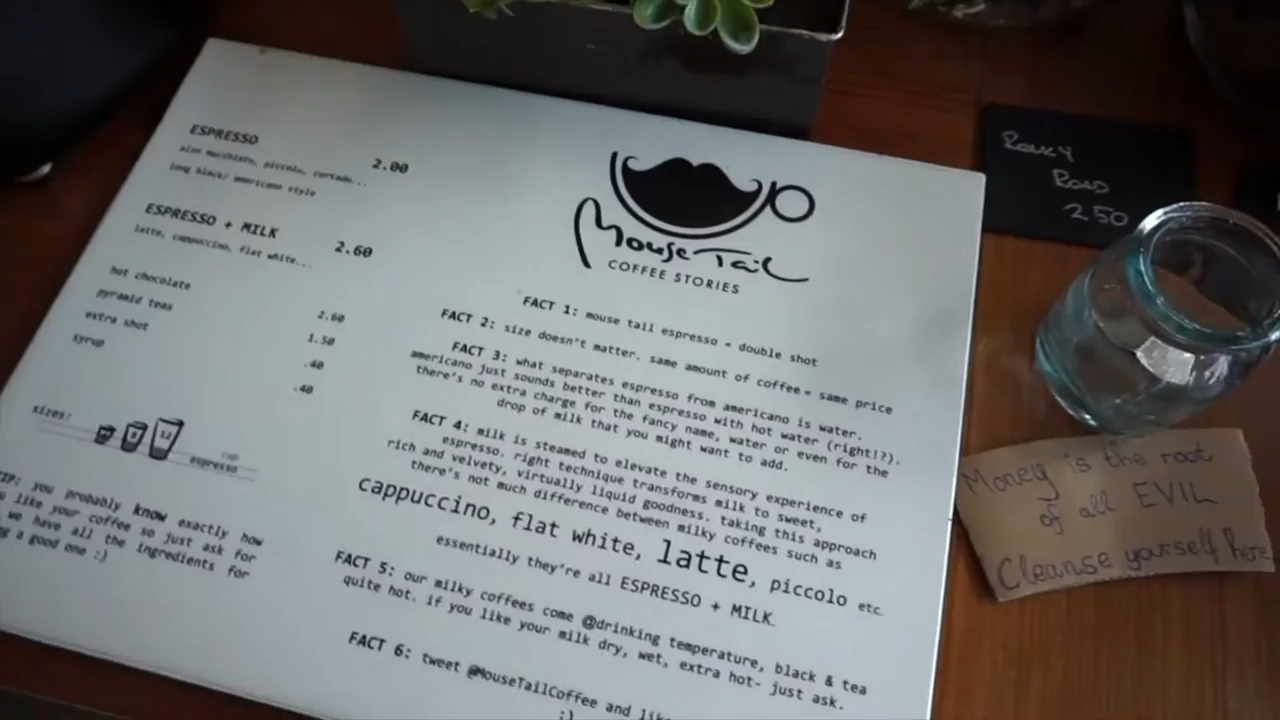 ESPRESSO
2.00
also macchiato, piccolo, cortado...
long black/ americano style
ESPRESSO + MILK
2.60
latte, cappuccino, flat white...
hot chocolate
2.60
pyramid teas
1.50
extra shot
.40
syrup
.40
sizes:
12
cup
espresso
TIP: you probably know exactly how
you like your coffee so just ask for
we have all the ingredients for
a good one :)
Mouse Tail
COFFEE STORIES
FACT 1: mouse tail espresso = double shot
FACT 2: size doesn't matter. same amount of coffee = same price
FACT 3: what separates espresso from americano is water.
americano just sounds better than espresso with hot water (right!?).
there's no extra charge for the fancy name, water or even for the
drop of milk that you might want to add.
FACT 4: milk is steamed to elevate the sensory experience of
espresso. right technique transforms milk to sweet,
rich and velvety, virtually liquid goodness. taking this approach
there's not much difference between milky coffees such as
cappuccino, flat white, latte, piccolo etc.
essentially they're all ESPRESSO + MILK.
FACT 5: our milky coffees come @drinking temperature, black & tea
quite hot. if you like your milk dry, wet, extra hot- just ask.
FACT 6: tweet @MouseTailCoffee and like
:)
Rocky
Road
2.50
Money is the root
of all EVIL
Cleanse yourself here